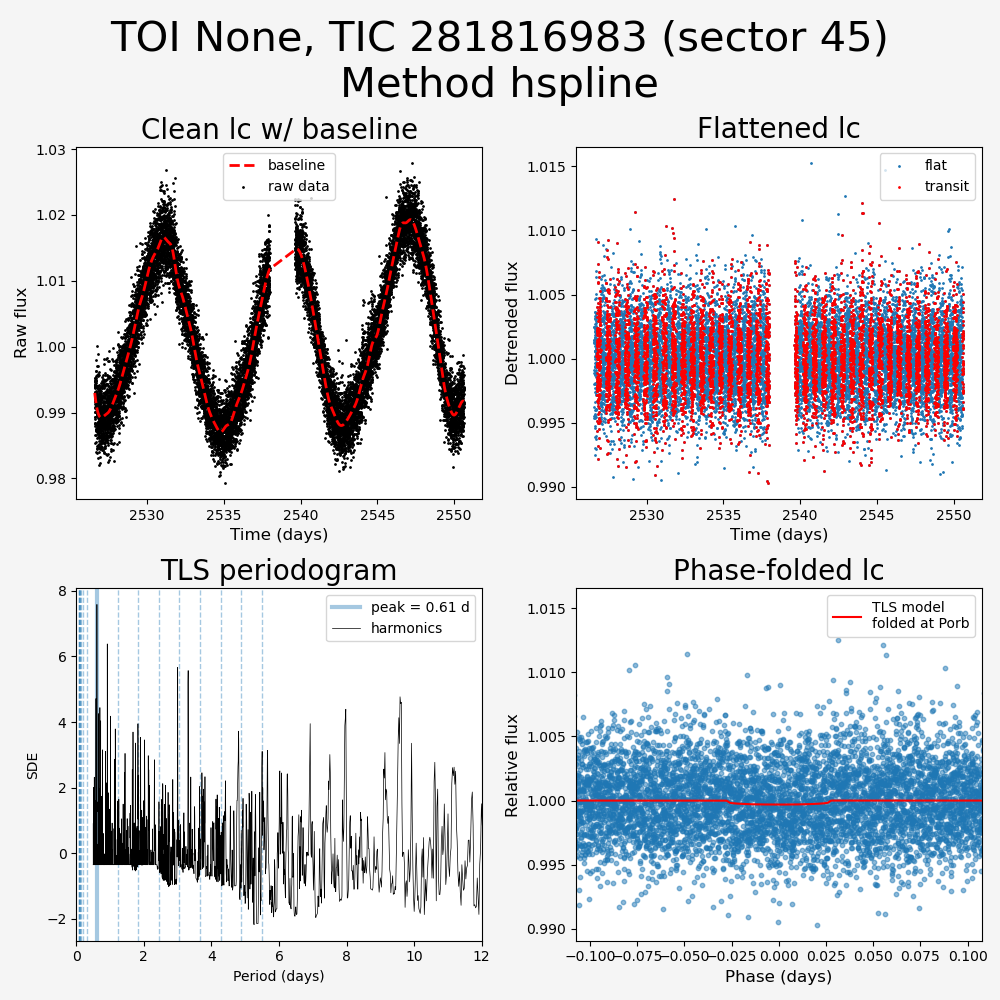 TOI None, TIC 281816983 (sector 45)
Method hspline
Clean lc w/ baseline
1.03
1.02
1.01
1.00
0.99
0.98
Raw flux
baseline
raw data
2530
2535
2540
2545
2550
Time (days)
Flattened lc
1.015
1.010
1.005
1.000
0.995
0.990
Detrended flux
flat
transit
2530
2535
2540
2545
2550
Time (days)
TLS periodogram
8
6
4
2
0
−2
SDE
peak = 0.61 d
harmonics
0
2
4
6
8
10
12
Period (days)
Phase-folded lc
1.015
1.010
1.005
1.000
0.995
0.990
Relative flux
TLS model
folded at Porb
−0.100
−0.075
−0.050
−0.025
0.000
0.025
0.050
0.075
0.100
Phase (days)